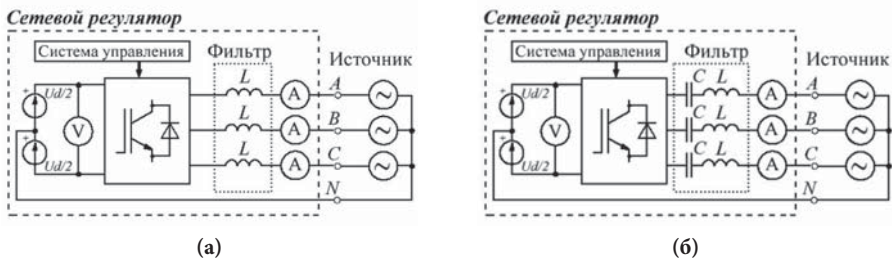 Сетевой регулятор
Система управления
Фильтр
Источник
L
A
A
+
Ud/2
V
L
A
B
+
Ud/2
L
A
C
N
(а)
Сетевой регулятор
Система управления
Фильтр
Источник
C L
A
A
+
Ud/2
V
C L
A
B
+
Ud/2
C L
A
C
N
(б)